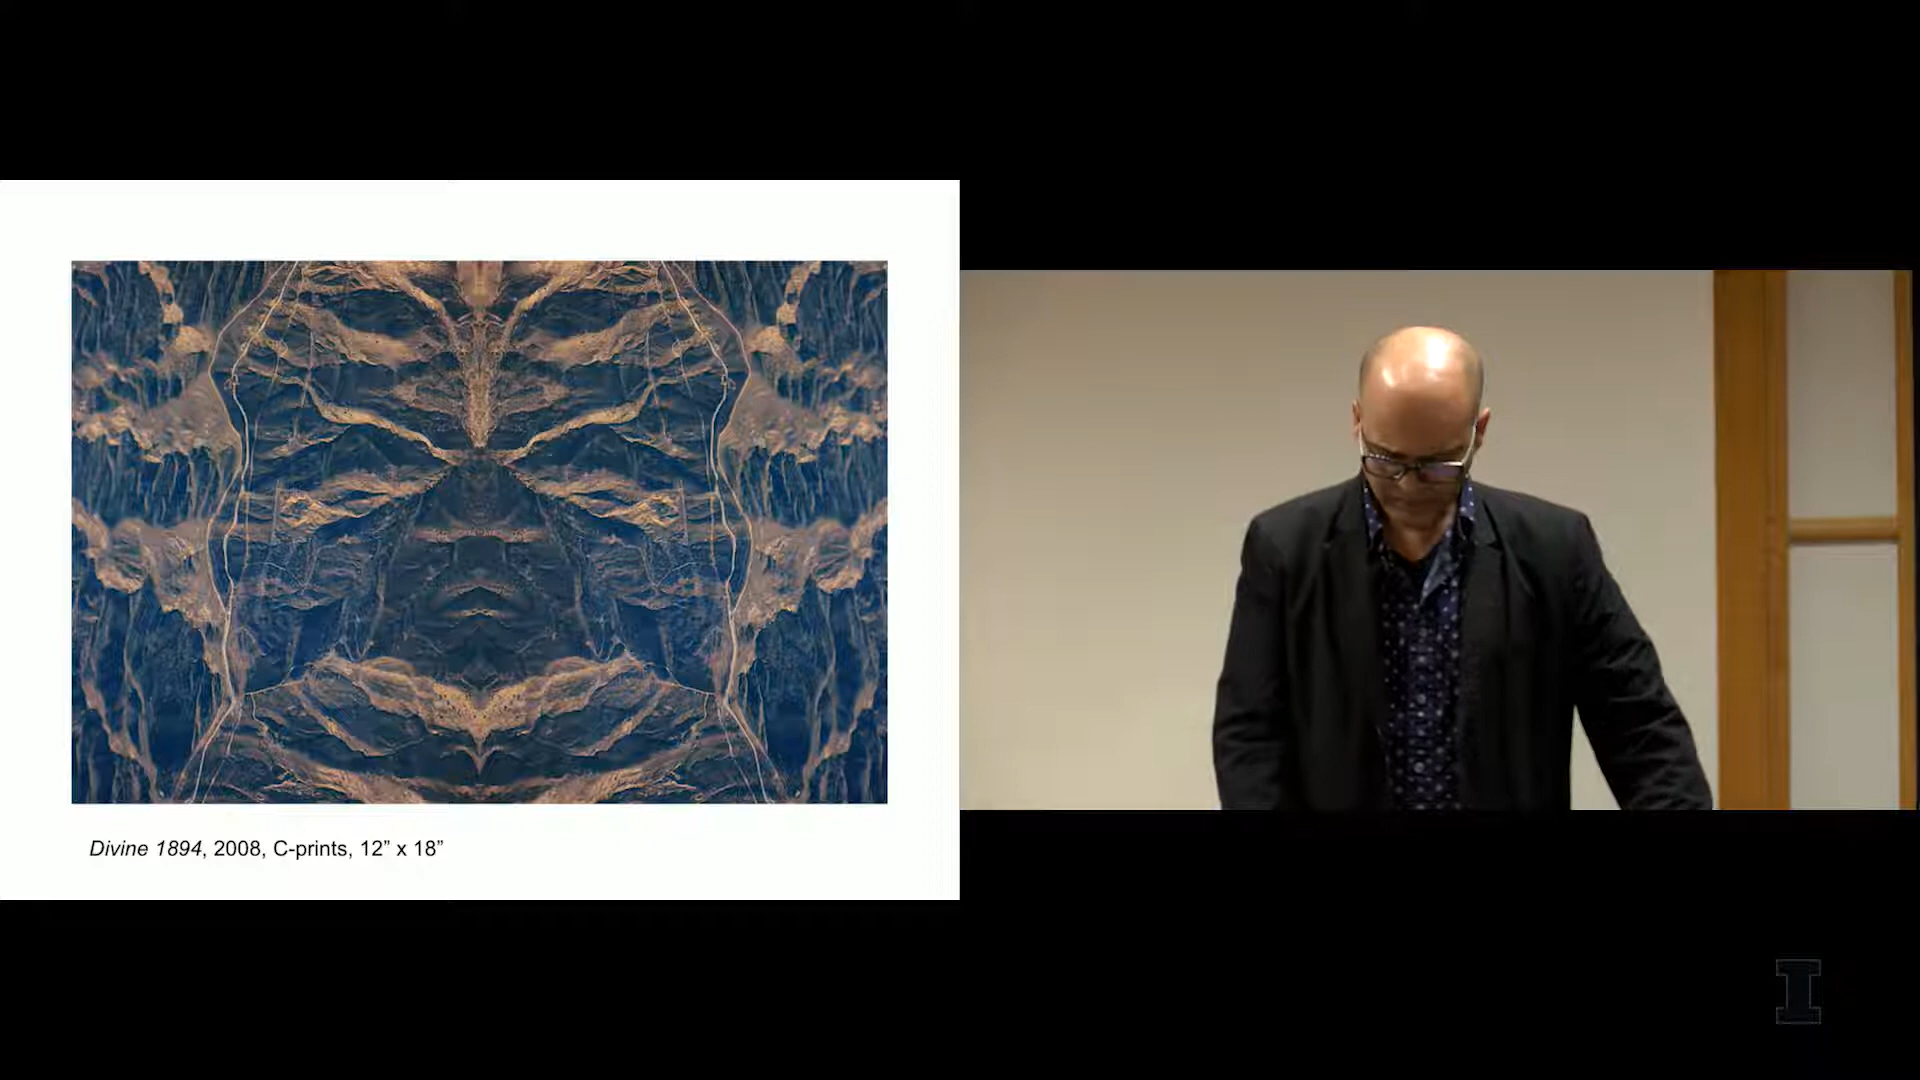 Divine 1894, 2008, C-prints, 12” x 18”